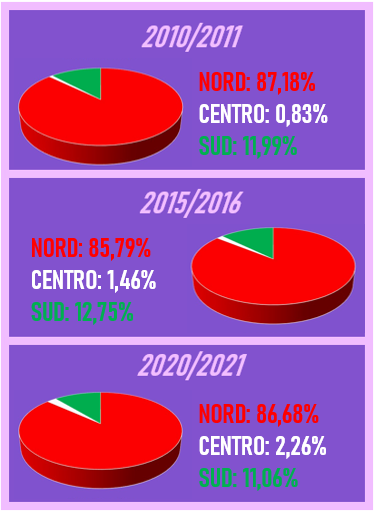 2010/2011
NORD: 87,18%
CENTRO: 0,83%
SUD: 11,99%
2015/2016
NORD: 85,79%
CENTRO: 1,46%
SUD: 12,75%
2020/2021
NORD: 86,68%
CENTRO: 2,26%
SUD: 11,06%